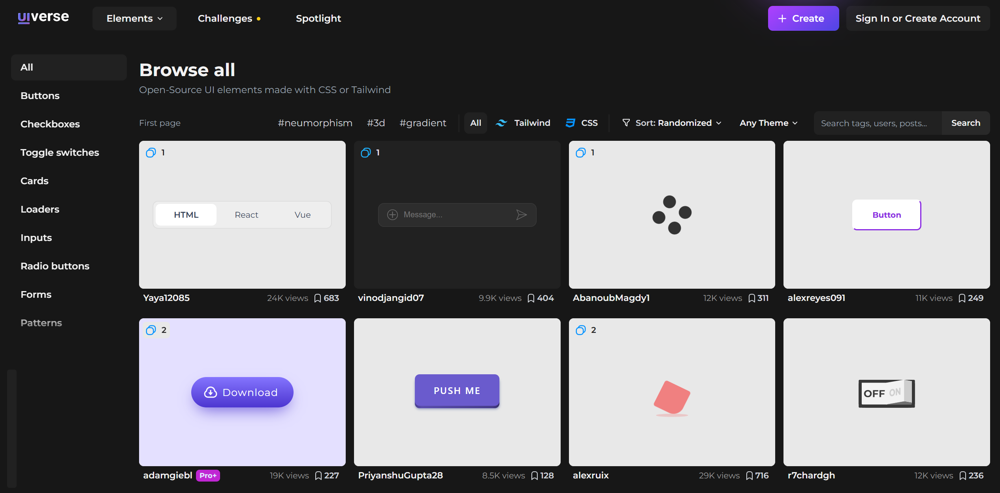 uiverse
Elements
Challenges
Spotlight
+ Create
Sign In or Create Account
All
Buttons
Checkboxes
Toggle switches
Cards
Loaders
Inputs
Radio buttons
Forms
Patterns
Browse all
Open-Source UI elements made with CSS or Tailwind
First page
#neumorphism #3d #gradient
All Tailwind CSS
Sort: Randomized
Any Theme
Search tags, users, posts...
Search
1
HTML React Vue
Yaya12085 24K views 683
1
Message...
vinodjangid07 9.9K views 404
1
AbanoubMagdy1 12K views 311
Button
alexreyes091 11K views 249
2
Download
adamgiebl Pro+ 19K views 227
PUSH ME
PriyanshuGupta28 8.5K views 128
2
alexruix 29K views 716
OFF ON
r7chardgh 12K views 236